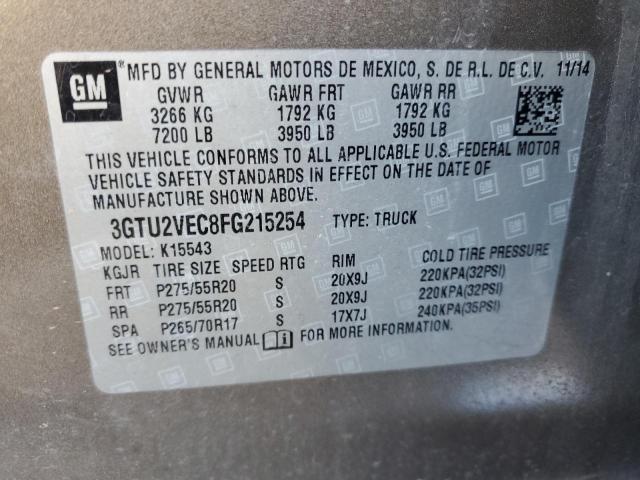 GM MFD BY GENERAL MOTORS DE MEXICO, S. DE R.L. DE C.V. 11/14
GVWR GAWR FRT GAWR RR
3266 KG 1792 KG 1792 KG
7200 LB 3950 LB 3950 LB
THIS VEHICLE CONFORMS TO ALL APPLICABLE U.S. FEDERAL MOTOR
VEHICLE SAFETY STANDARDS IN EFFECT ON THE DATE OF
MANUFACTURE SHOWN ABOVE.
3GTU2VEC8FG215254 TYPE: TRUCK
MODEL: K15543
KGJR TIRE SIZE SPEED RTG RIM COLD TIRE PRESSURE
FRT P275/55R20 S 20X9J 220KPA(32PSI)
RR P275/55R20 S 20X9J 220KPA(32PSI)
SPA P265/70R17 S 17X7J 240KPA(35PSI)
SEE OWNER'S MANUAL i FOR MORE INFORMATION.